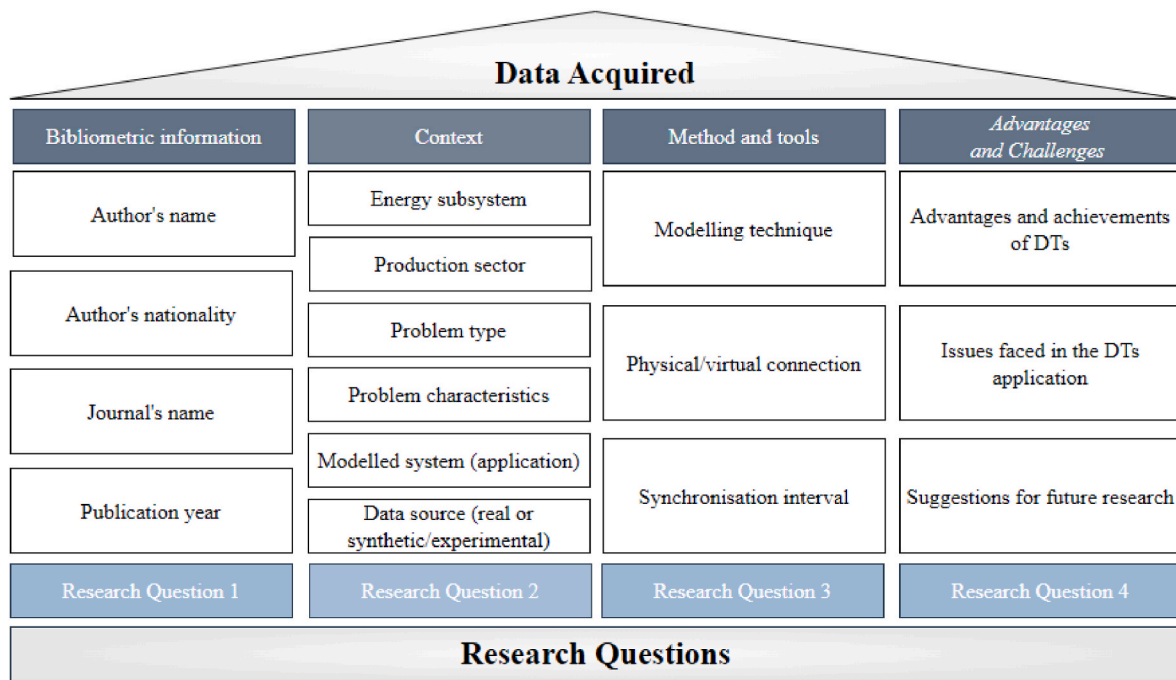 Data Acquired
Bibliometric information
Author's name
Author's nationality
Journal's name
Publication year
Research Question 1
Context
Energy subsystem
Production sector
Problem type
Problem characteristics
Modelled system (application)
Data source (real or
synthetic/experimental)
Research Question 2
Method and tools
Modelling technique
Physical/virtual connection
Synchronisation interval
Research Question 3
Advantages
and Challenges
Advantages and achievements
of DTs
Issues faced in the DTs
application
Suggestions for future research
Research Question 4
Research Questions